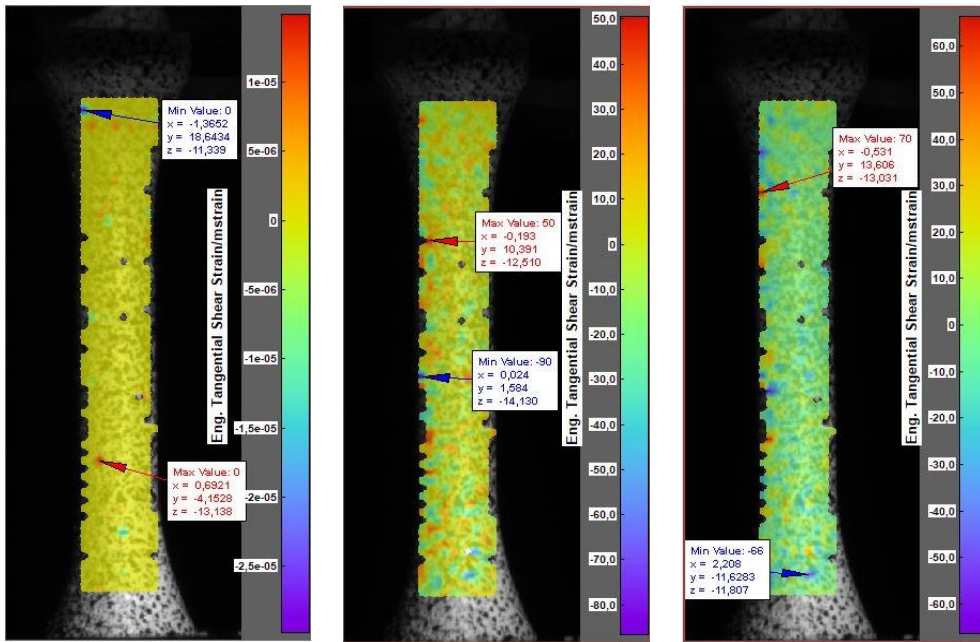 Min Value: 0
x = -1,3652
y = 18,6434
z = -11,339
Max Value: 0
x = 0,6921
y = -4,1528
z = -13,138
Eng. Tangential Shear Strain/mstrain
1e-05
5e-06
0
-5e-06
-1e-05
-1,5e-05
-2e-05
-2,5e-05
Max Value: 50
x = -0,193
y = 10,391
z = -12,510
Min Value: -90
x = 0,024
y = 1,584
z = -14,130
Eng. Tangential Shear Strain/mstrain
50,0
40,0
30,0
20,0
10,0
0
-10,0
-20,0
-30,0
-40,0
-50,0
-60,0
-70,0
-80,0
Max Value: 70
x = -0,531
y = 13,606
z = -13,031
Min Value: -66
x = 2,208
y = -11,6283
z = -11,807
Eng. Tangential Shear Strain/mstrain
60,0
50,0
40,0
30,0
20,0
10,0
0,0
-10,0
-20,0
-30,0
-40,0
-50,0
-60,0